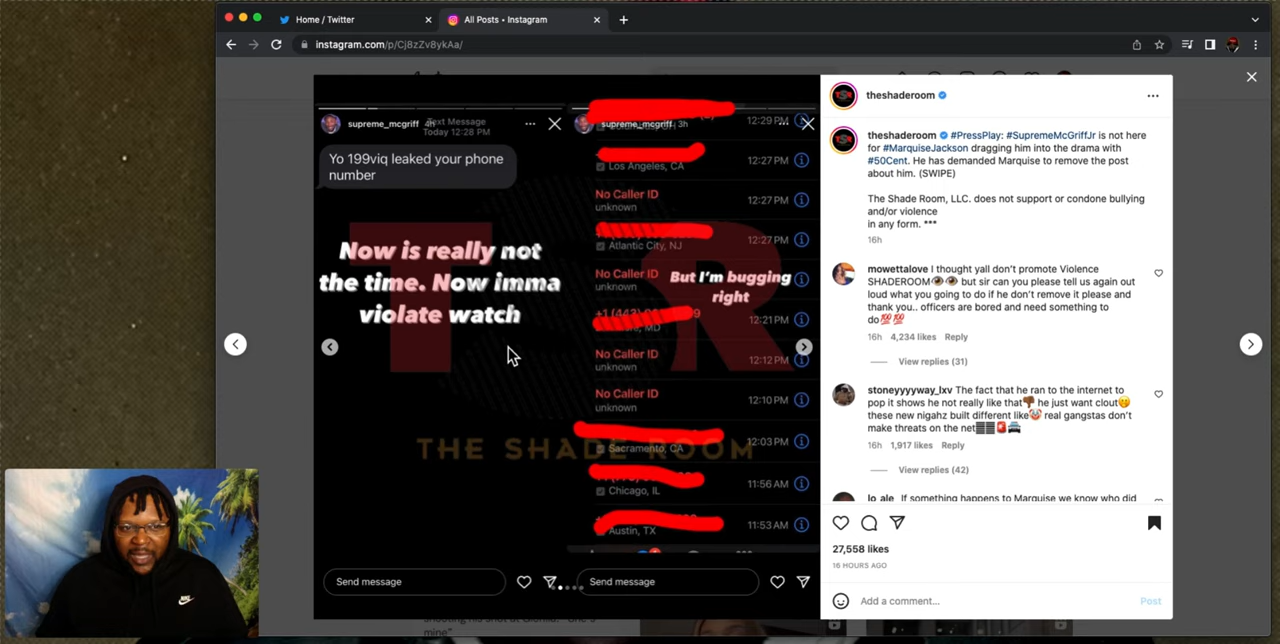 Home / Twitter
All Posts • Instagram
instagram.com/p/Cj8zZv8ykAa/
supreme_mcgriff 4h
Text Message
Today 12:28 PM
Yo 199viq leaked your phone
number
Now is really not
the time. Now imma
violate watch
Send message
supreme_mcgriff 3h
12:29 PM
Los Angeles, CA
12:27 PM
No Caller ID
unknown
12:27 PM
Atlantic City, NJ
12:27 PM
No Caller ID
unknown
But I'm bugging
right
12:21 PM
No Caller ID
unknown
12:12 PM
No Caller ID
unknown
12:10 PM
Sacramento, CA
12:03 PM
Chicago, IL
11:56 AM
Austin, TX
11:53 AM
Send message
THE SHADE ROOM
TSR
theshaderoom
TSR
theshaderoom #PressPlay: #SupremeMcGriffJr is not here
for #MarquiseJackson dragging him into the drama with
#50Cent. He has demanded Marquise to remove the post
about him. (SWIPE)
The Shade Room, LLC. does not support or condone bullying
and/or violence
in any form. ***
16h
mowettalove I thought yall don't promote Violence
SHADEROOM👁👁 but sir can you please tell us again out
loud what you going to do if he don't remove it please and
thank you.. officers are bored and need something to
do💯💯
16h 4,234 likes Reply
View replies (31)
stoneyyyyway_lxv The fact that he ran to the internet to
pop it shows he not really like that👎🏾 he just want clout🤫
these new nigahz built different like🤡 real gangstas don't
make threats on the net
16h 1,917 likes Reply
View replies (42)
lo_ale_ If something happens to Marquise we know who did
27,558 likes
16 HOURS AGO
Add a comment...
Post